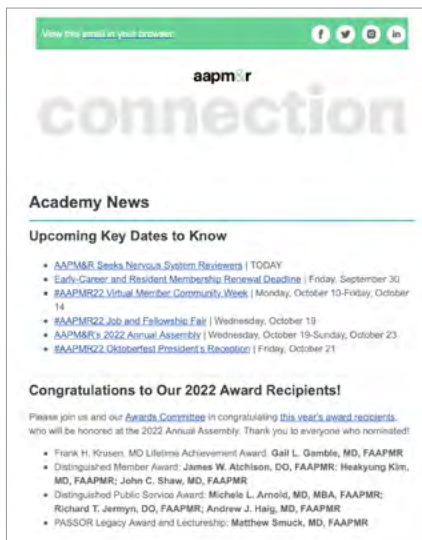 View this email in your browser.
aapm&r
connection
Academy News
Upcoming Key Dates to Know
AAPM&R Seeks Nervous System Reviewers | TODAY
Early-Career and Resident Membership Renewal Deadline | Friday, September 30
#AAPMR22 Virtual Member Community Week | Monday, October 10-Friday, October
14
#AAPMR22 Job and Fellowship Fair | Wednesday, October 19
AAPM&R's 2022 Annual Assembly | Wednesday, October 19-Sunday, October 23
#AAPMR22 Oktoberfest President's Reception | Friday, October 21
Congratulations to Our 2022 Award Recipients!
Please join us and our Awards Committee in congratulating this year's award recipients,
who will be honored at the 2022 Annual Assembly. Thank you to everyone who nominated!
Frank H. Krusen, MD Lifetime Achievement Award: Gail L. Gamble, MD, FAAPMR
Distinguished Member Award: James W. Atchison, DO, FAAPMR; Heakyung Kim,
MD, FAAPMR; John C. Shaw, MD, FAAPMR
Distinguished Public Service Award: Michele L. Arnold, MD, MBA, FAAPMR;
Richard T. Jermyn, DO, FAAPMR; Andrew J. Haig, MD, FAAPMR
PASSOR Legacy Award and Lectureship: Matthew Smuck, MD, FAAPMR